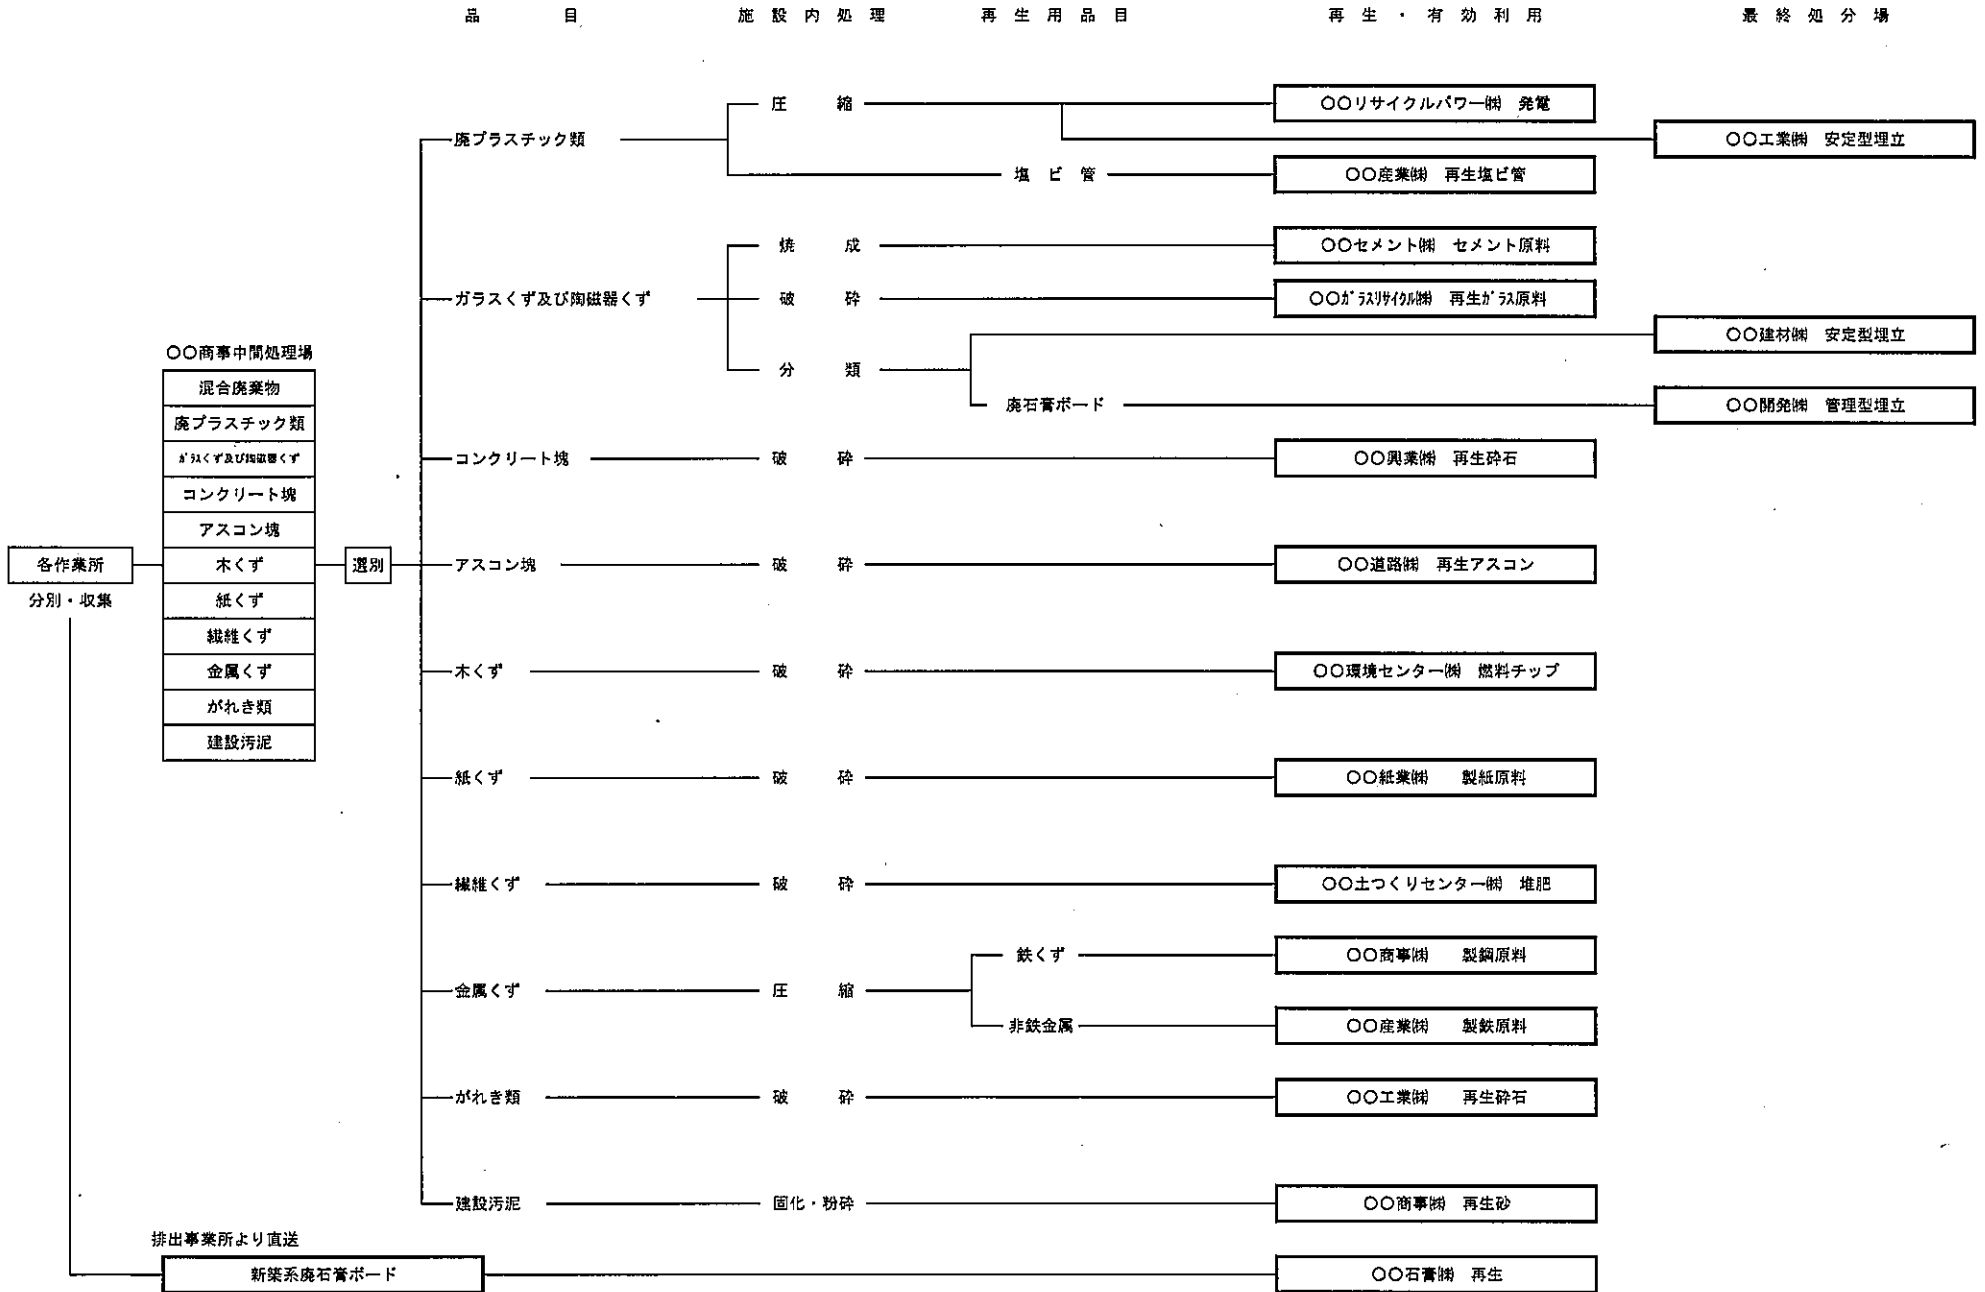 品目 施設内処理 再生用品目 再生・有効利用 最終処分場
圧縮 〇〇リサイクルパワー㈱ 発電
廃プラスチック類 〇〇工業㈱ 安定型埋立
塩ビ管 〇〇産業㈱ 再生塩ビ管
焼成 〇〇セメント㈱ セメント原料
ガラスくず及び陶磁器くず 破砕 〇〇ガラスリサイクル㈱ 再生ガラス原料
〇〇建材㈱ 安定型埋立
分類
廃石膏ボード 〇〇開発㈱ 管理型埋立
〇〇商事中間処理場
混合廃棄物
廃プラスチック類
ガラスくず及び陶磁器くず
コンクリート塊
アスコン塊
木くず
紙くず
繊維くず
金属くず
がれき類
建設汚泥
各作業所
分別・収集
選別
コンクリート塊 破砕 〇〇興業㈱ 再生砕石
アスコン塊 破砕 〇〇道路㈱ 再生アスコン
木くず 破砕 〇〇環境センター㈱ 燃料チップ
紙くず 破砕 〇〇紙業㈱ 製紙原料
繊維くず 破砕 〇〇土つくりセンター㈱ 堆肥
鉄くず 〇〇商事㈱ 製鋼原料
金属くず 圧縮
非鉄金属 〇〇産業㈱ 製鉄原料
がれき類 破砕 〇〇工業㈱ 再生砕石
建設汚泥 固化・粉砕 〇〇商事㈱ 再生砂
排出事業所より直送
新築系廃石膏ボード 〇〇石膏㈱ 再生